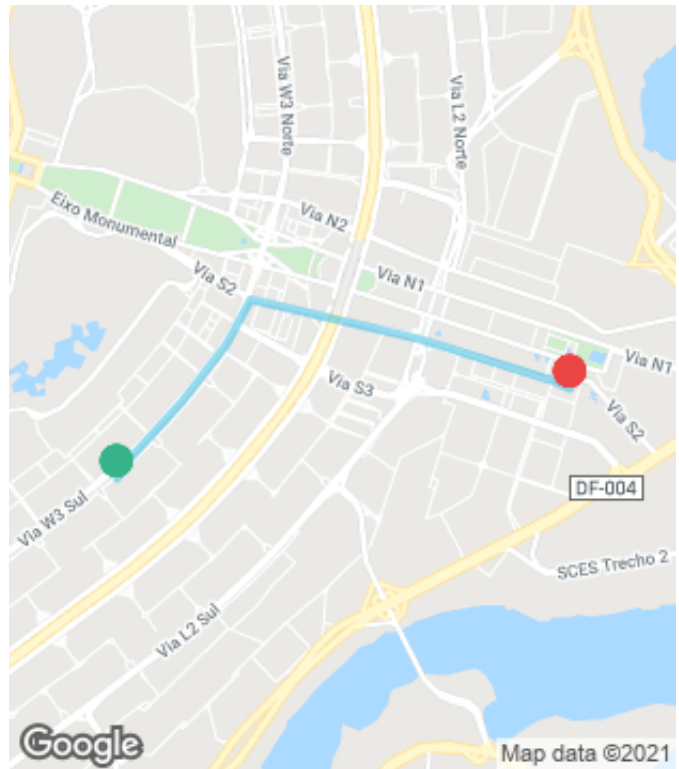 Via W3 Norte
Via L2 Norte
Eixo Monumental
Via N2
Via S2
Via N1
Via N1
Via S3
Via S2
DF-004
Via W3 Sul
SCES Trecho 2
Via L2 Sul
Google
Map data ©2021